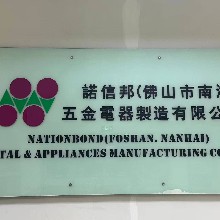 諾信邦(佛山市南海
五金電器製造有限公
NATIONBOND(FOSHAN. NANHAI)
TAL & APPLIANCES MANUFACTURING CO